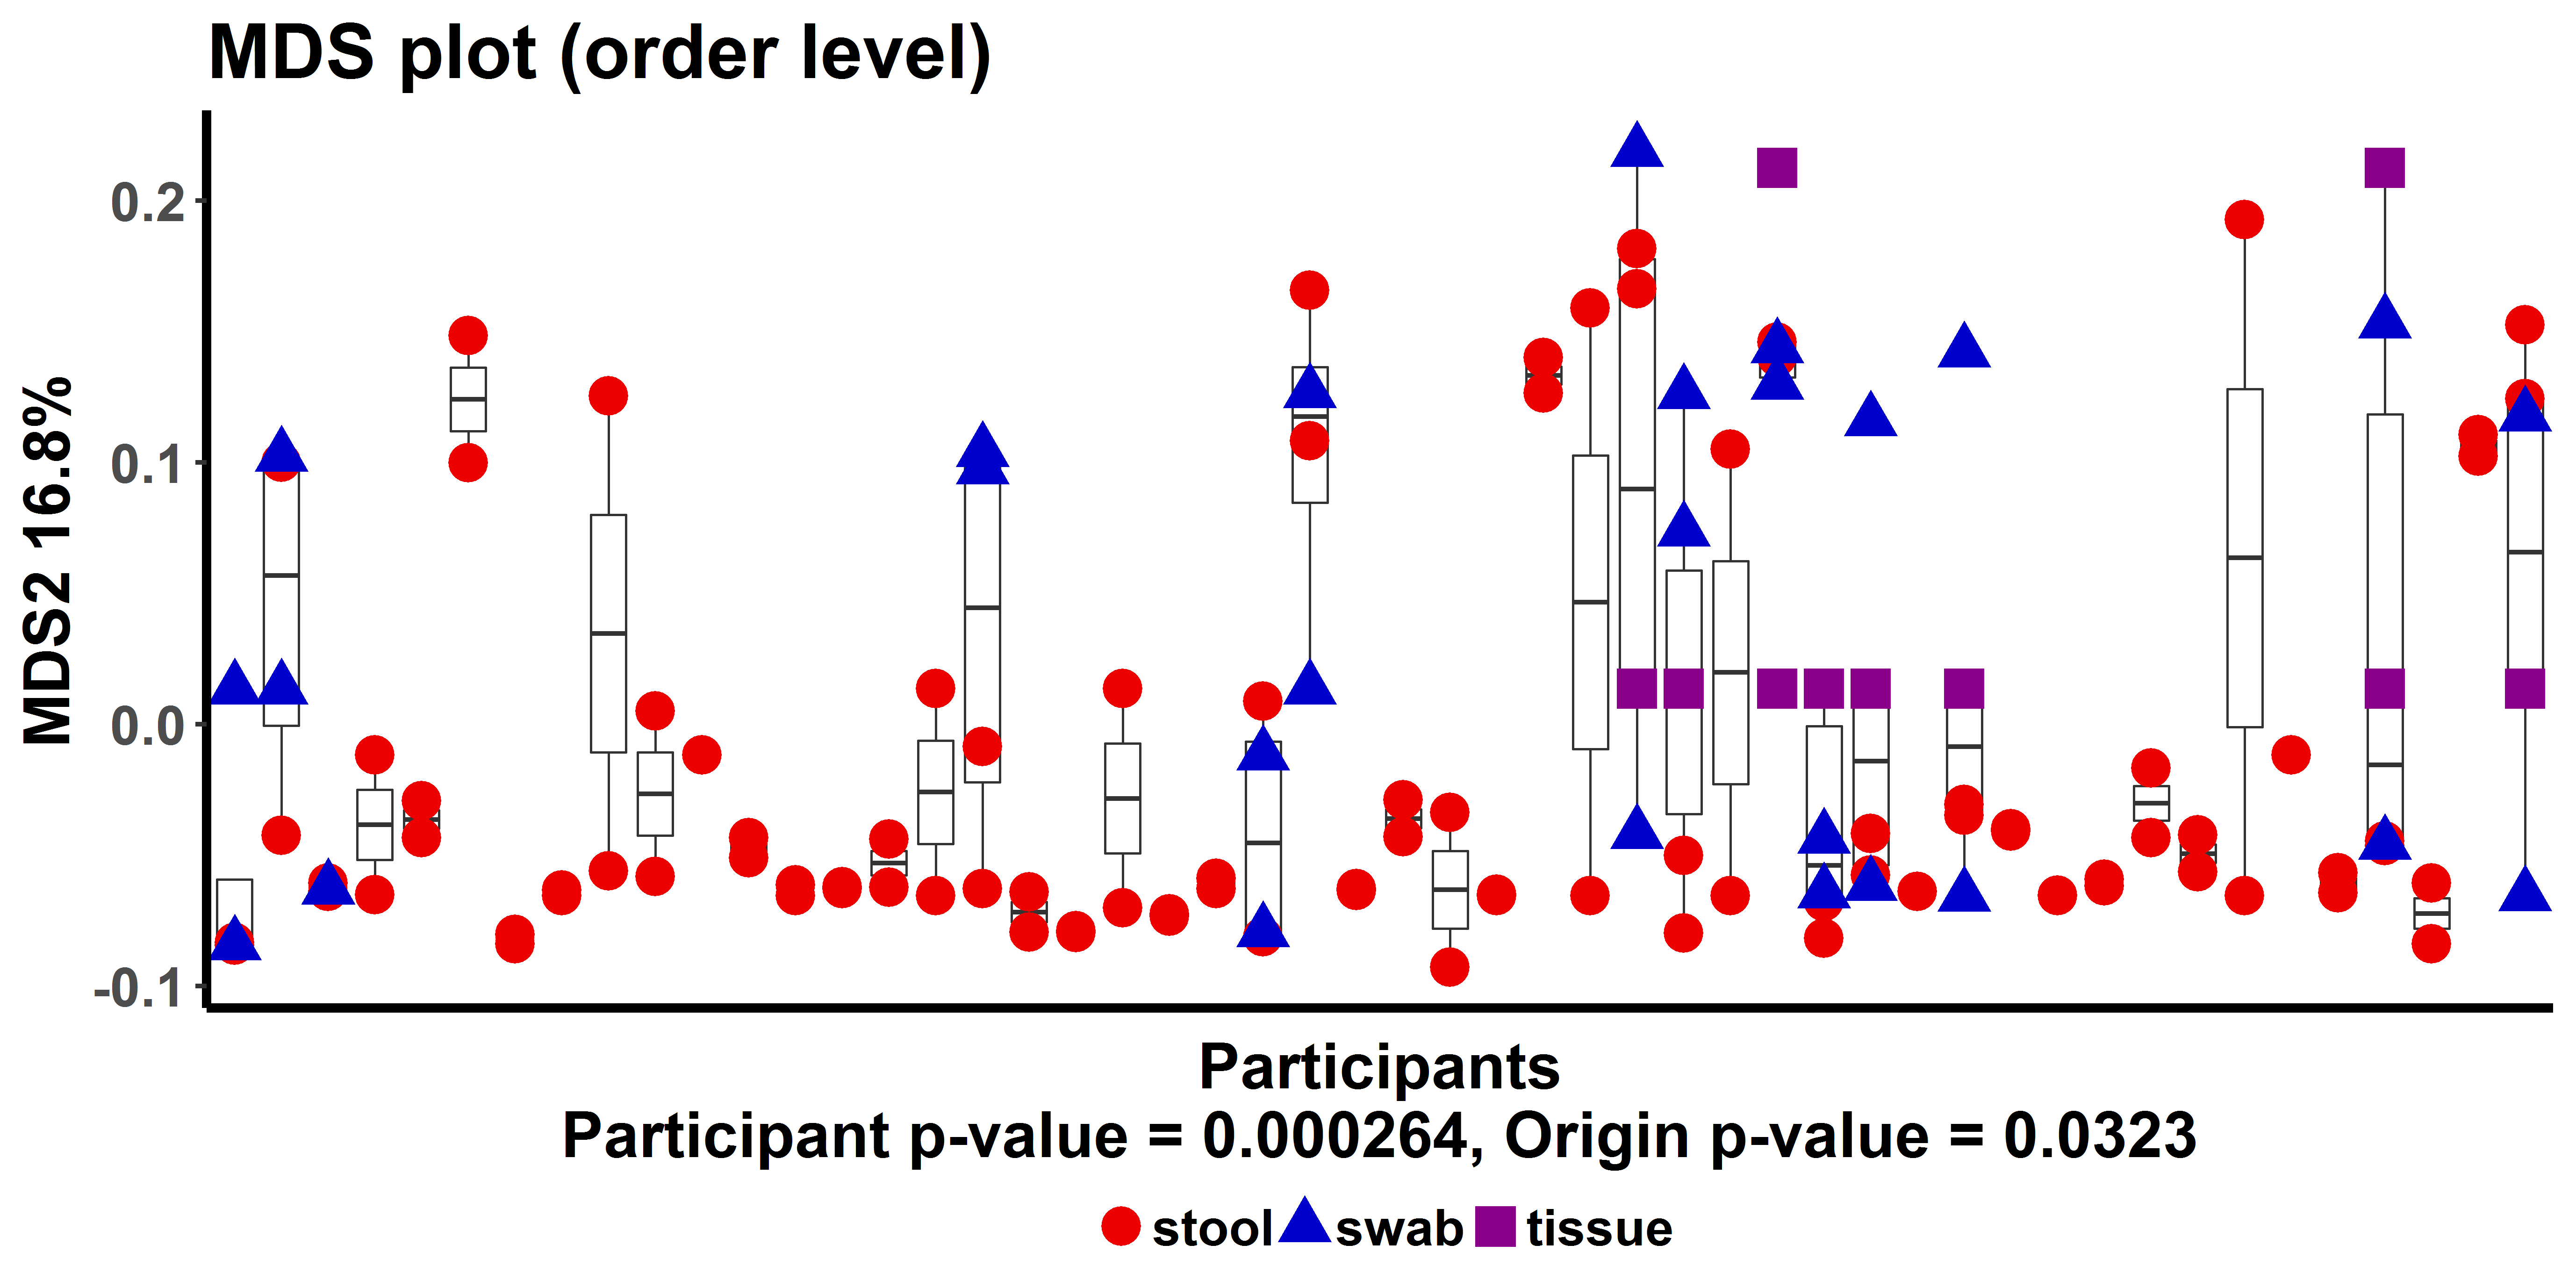 MDS plot (order level)
MDS2 16.8%
0.2
0.1
0.0
-0.1
Participants
Participant p-value = 0.000264, Origin p-value = 0.0323
stool swab tissue